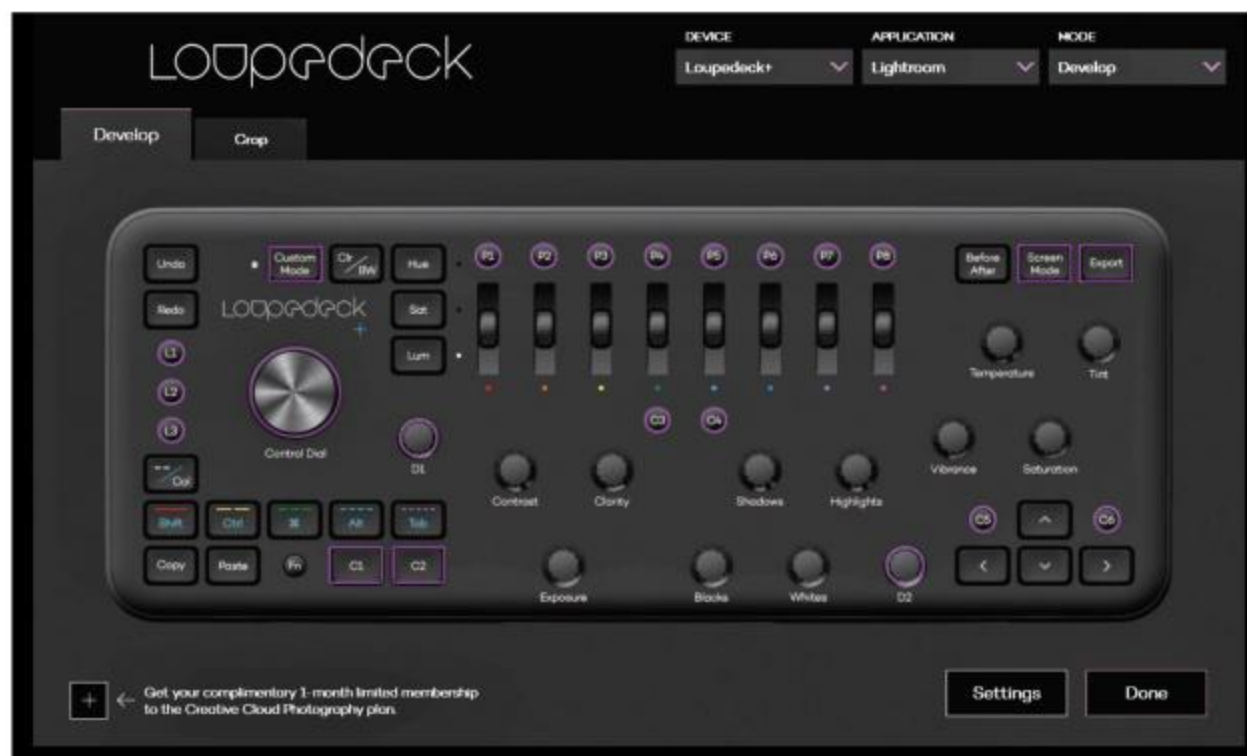 LOUPEDECK
DEVICE
APPLICATION
MODE
Loupedeck+
Lightroom
Develop
Develop
Crop
Undo
Custom Mode
Clr/BW
Hue
P1
P2
P3
P4
P5
P6
P7
P8
Before After
Screen Mode
Export
Redo
LOUPEDECK
+
Sat
L1
Lum
Temperature
Tint
L2
L3
C3
C4
Control Dial
D1
Contrast
Clarity
Shadows
Highlights
Vibrance
Saturation
-- / Col
Shift
Ctrl
⌘
Alt
Tab
C5
^
C6
Copy
Paste
Fn
C1
C2
Exposure
Blacks
Whites
D2
Get your complimentary 1-month limited membership
to the Creative Cloud Photography plan.
Settings
Done